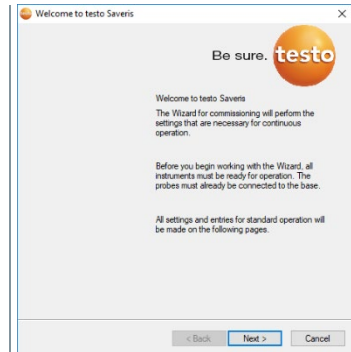 Welcome to testo Saveris
Be sure. testo
Welcome to testo Saveris
The Wizard for commissioning will perform the
settings that are necessary for continuous
operation.
Before you begin working with the Wizard, all
instruments must be ready for operation. The
probes must already be connected to the base.
All settings and entries for standard operation will
be made on the following pages.
< Back Next > Cancel